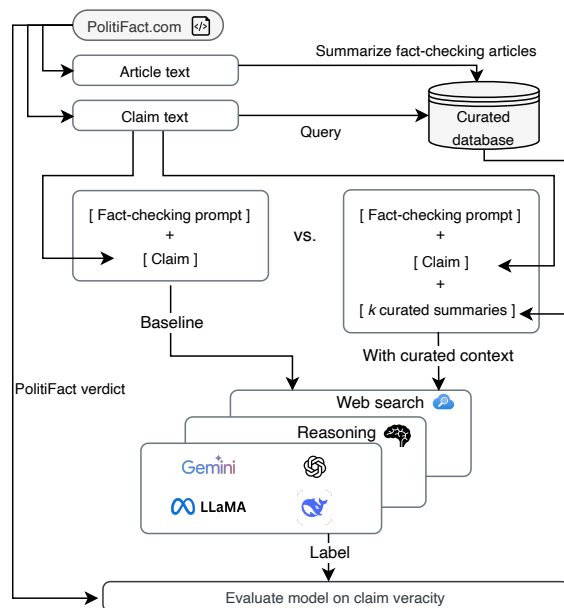 PolitiFact.com
Summarize fact-checking articles
Article text
Claim text
Query
Curated
database
[ Fact-checking prompt ]
+
[ Claim ]
vs.
[ Fact-checking prompt ]
+
[ Claim ]
+
[ k curated summaries ]
Baseline
With curated context
PolitiFact verdict
Web search
Reasoning
Gemini
LLaMA
Label
Evaluate model on claim veracity